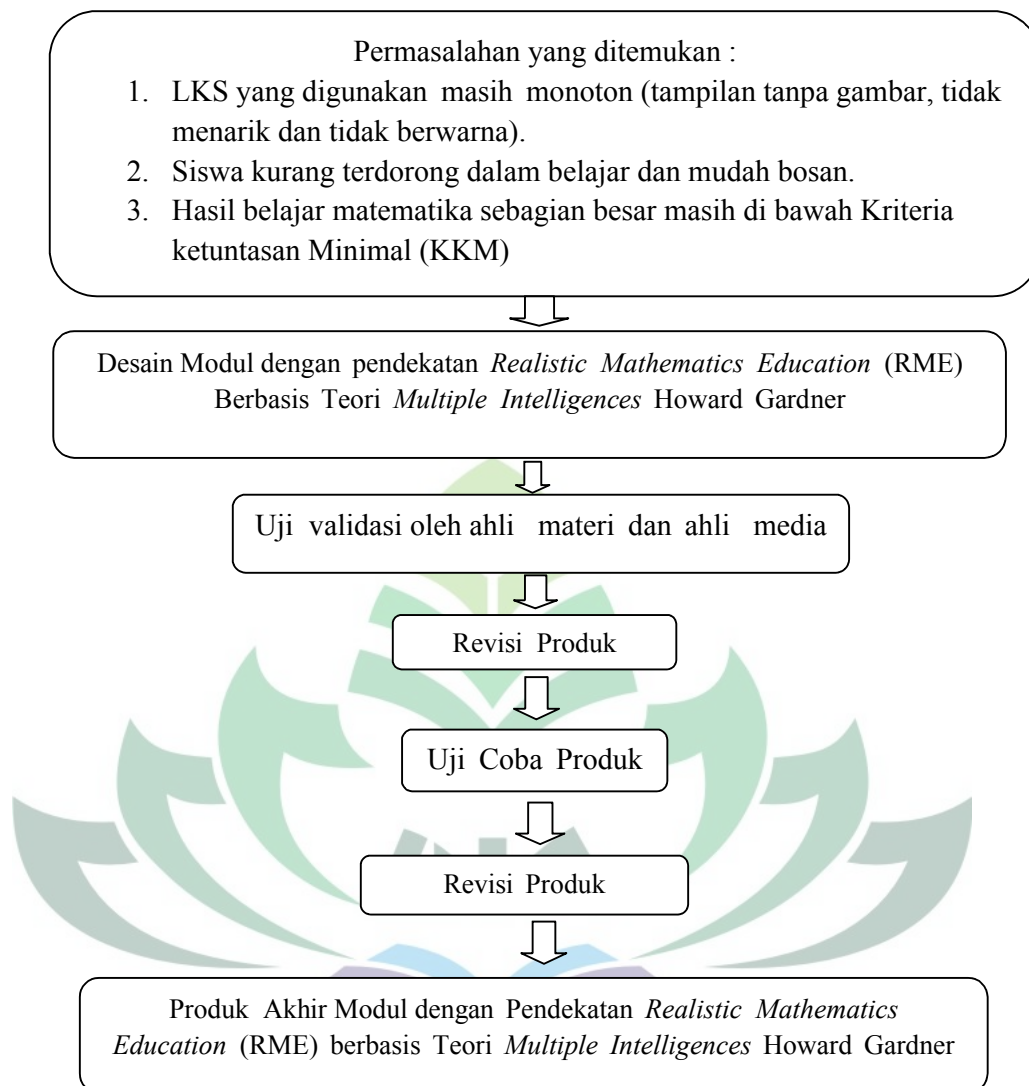 Permasalahan yang ditemukan :
1. LKS yang digunakan masih monoton (tampilan tanpa gambar, tidak
menarik dan tidak berwarna).
2. Siswa kurang terdorong dalam belajar dan mudah bosan.
3. Hasil belajar matematika sebagian besar masih di bawah Kriteria
ketuntasan Minimal (KKM)
Desain Modul dengan pendekatan Realistic Mathematics Education (RME)
Berbasis Teori Multiple Intelligences Howard Gardner
Uji validasi oleh ahli materi dan ahli media
Revisi Produk
Uji Coba Produk
Revisi Produk
Produk Akhir Modul dengan Pendekatan Realistic Mathematics
Education (RME) berbasis Teori Multiple Intelligences Howard Gardner